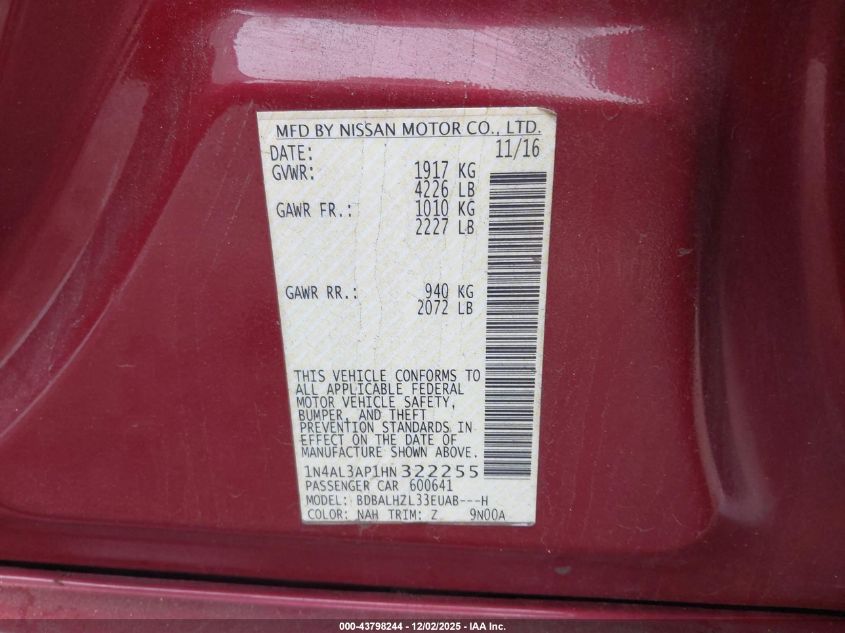 MFD BY NISSAN MOTOR CO., LTD.
DATE: 11/16
GVWR: 1917 KG
4226 LB
GAWR FR.: 1010 KG
2227 LB
GAWR RR.: 940 KG
2072 LB
THIS VEHICLE CONFORMS TO
ALL APPLICABLE FEDERAL
MOTOR VEHICLE SAFETY,
BUMPER, AND THEFT
PREVENTION STANDARDS IN
EFFECT ON THE DATE OF
MANUFACTURE SHOWN ABOVE.
1N4AL3AP1HN322255
PASSENGER CAR 600641
MODEL: BDBALHZL33EUAB---H
COLOR: NAH TRIM: Z 9N00A
000-43798244 | 12/02/2025 - IAA Inc.